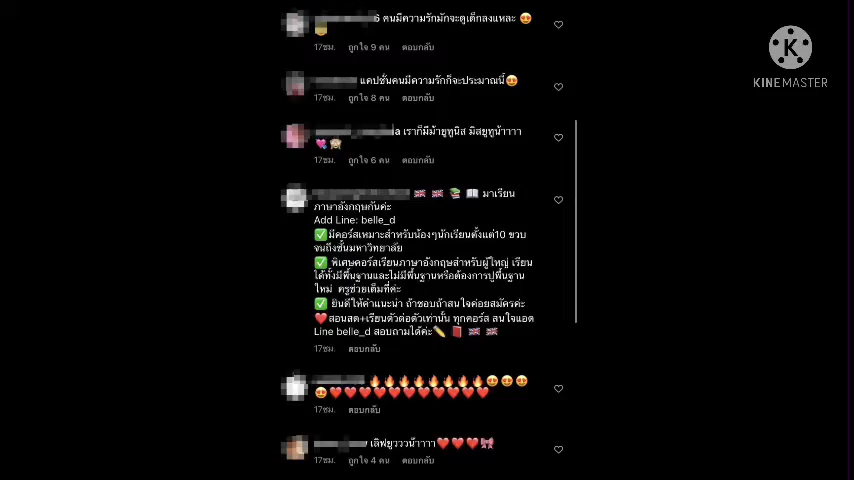 6 คนมีความรักมักจะดูเด็กลงแหละ 😍
17ชม. ถูกใจ 9 คน ตอบกลับ
KINEMASTER
แคปชั่นคนมีความรักก็จะประมาณนี้😍
17ชม. ถูกใจ 8 คน ตอบกลับ
a เราก็มีม้ายูทูนิส มิสยูทูน้าาาา
💘🙈
17ชม. ถูกใจ 6 คน ตอบกลับ
🇬🇧 🇬🇧 📚 📖 มาเรียน
ภาษาอังกฤษกันค่ะ
Add Line: belle_d
✅มีคอร์สเหมาะสำหรับน้องๆนักเรียนตั้งแต่10 ขวบ
จนถึงชั้นมหาวิทยาลัย
✅ พิเศษคอร์สเรียนภาษาอังกฤษสำหรับผู้ใหญ่ เรียน
ได้ทั้งมีพื้นฐานและไม่มีพื้นฐานหรือต้องการปูพื้นฐาน
ใหม่ ครูช่วยเต็มที่ค่ะ
✅ ยินดีให้คำแนะนำ ถ้าชอบถ้าสนใจค่อยสมัครค่ะ
❤️สอนสด+เรียนตัวต่อตัวเท่านั้น ทุกคอร์ส สนใจแอด
Line belle_d สอบถามได้ค่ะ✏️ 📕 🇬🇧 🇬🇧
17ชม. ตอบกลับ
🔥🔥🔥🔥🔥🔥🔥🔥😍😍😍
😍❤️❤️❤️❤️❤️❤️❤️❤️❤️❤️❤️
17ชม. ตอบกลับ
เลิฟยูวววน้าาาา❤️❤️❤️🎀
17ชม. ถูกใจ 4 คน ตอบกลับ